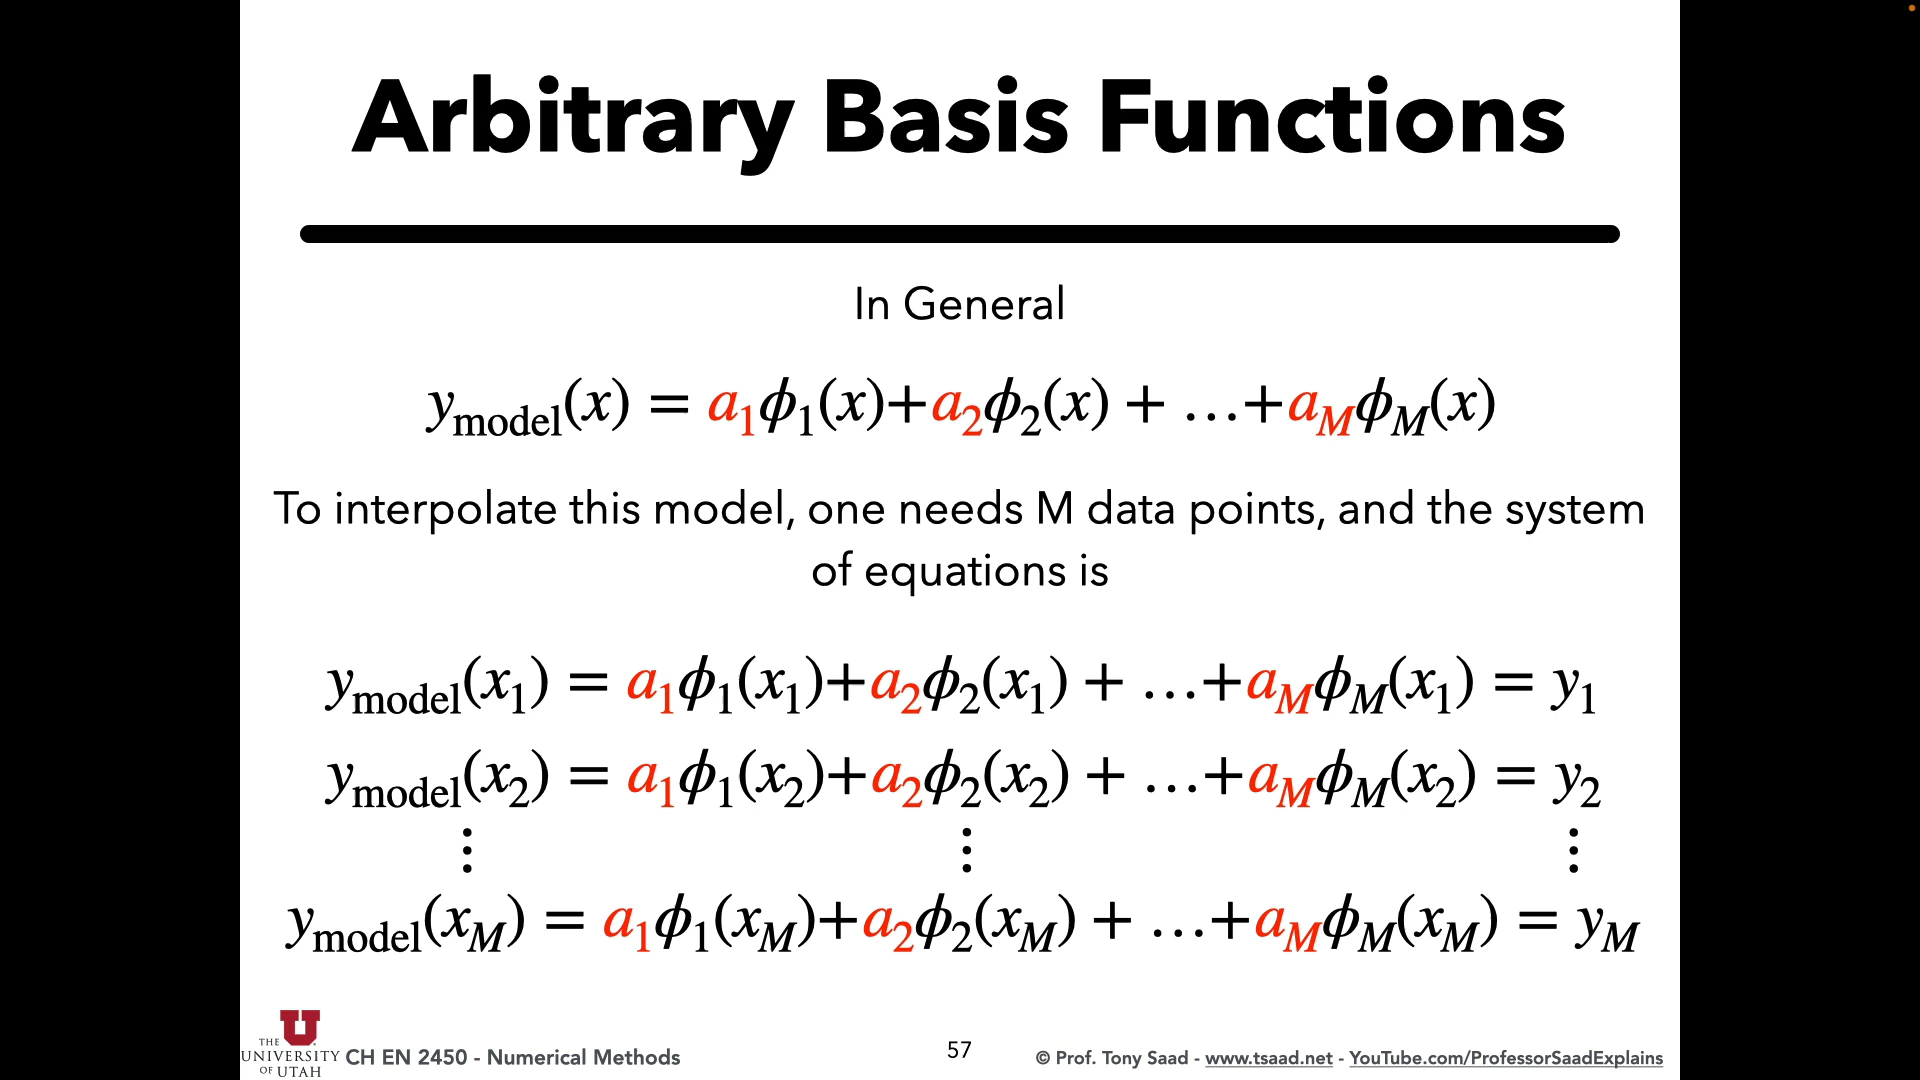 Arbitrary Basis Functions
In General
y_model(x) = a_1ϕ_1(x)+a_2ϕ_2(x) + …+a_Mϕ_M(x)
To interpolate this model, one needs M data points, and the system
of equations is
y_model(x_1) = a_1ϕ_1(x_1)+a_2ϕ_2(x_1) + …+a_Mϕ_M(x_1) = y_1
y_model(x_2) = a_1ϕ_1(x_2)+a_2ϕ_2(x_2) + …+a_Mϕ_M(x_2) = y_2
⋮ ⋮ ⋮
y_model(x_M) = a_1ϕ_1(x_M)+a_2ϕ_2(x_M) + …+a_Mϕ_M(x_M) = y_M
U
THE
UNIVERSITY
OF UTAH
CH EN 2450 - Numerical Methods
57
© Prof. Tony Saad - www.tsaad.net - YouTube.com/ProfessorSaadExplains